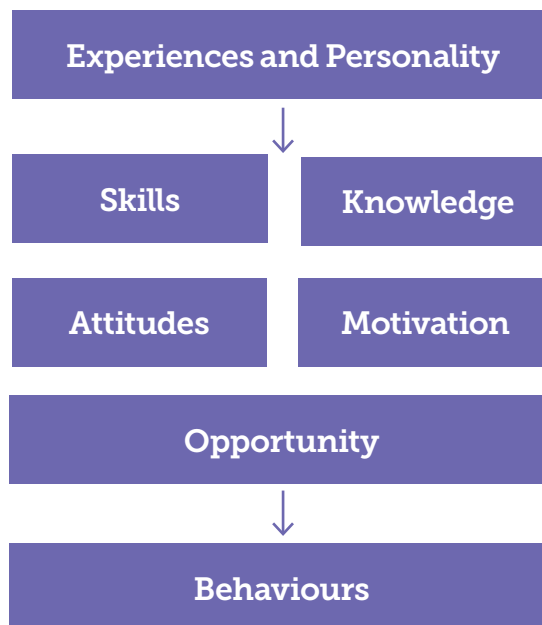 Experiences and Personality
Skills
Knowledge
Attitudes
Motivation
Opportunity
Behaviours